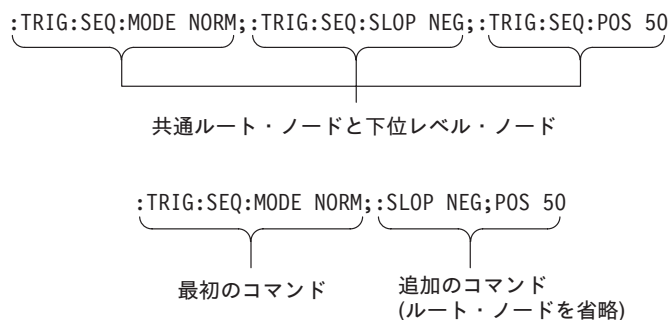 :TRIG:SEQ:MODE NORM;:TRIG:SEQ:SLOP NEG;:TRIG:SEQ:POS 50
共通ルート・ノードと下位レベル・ノード
:TRIG:SEQ:MODE NORM;:SLOP NEG;POS 50
最初のコマンド
追加のコマンド
(ルート・ノードを省略)